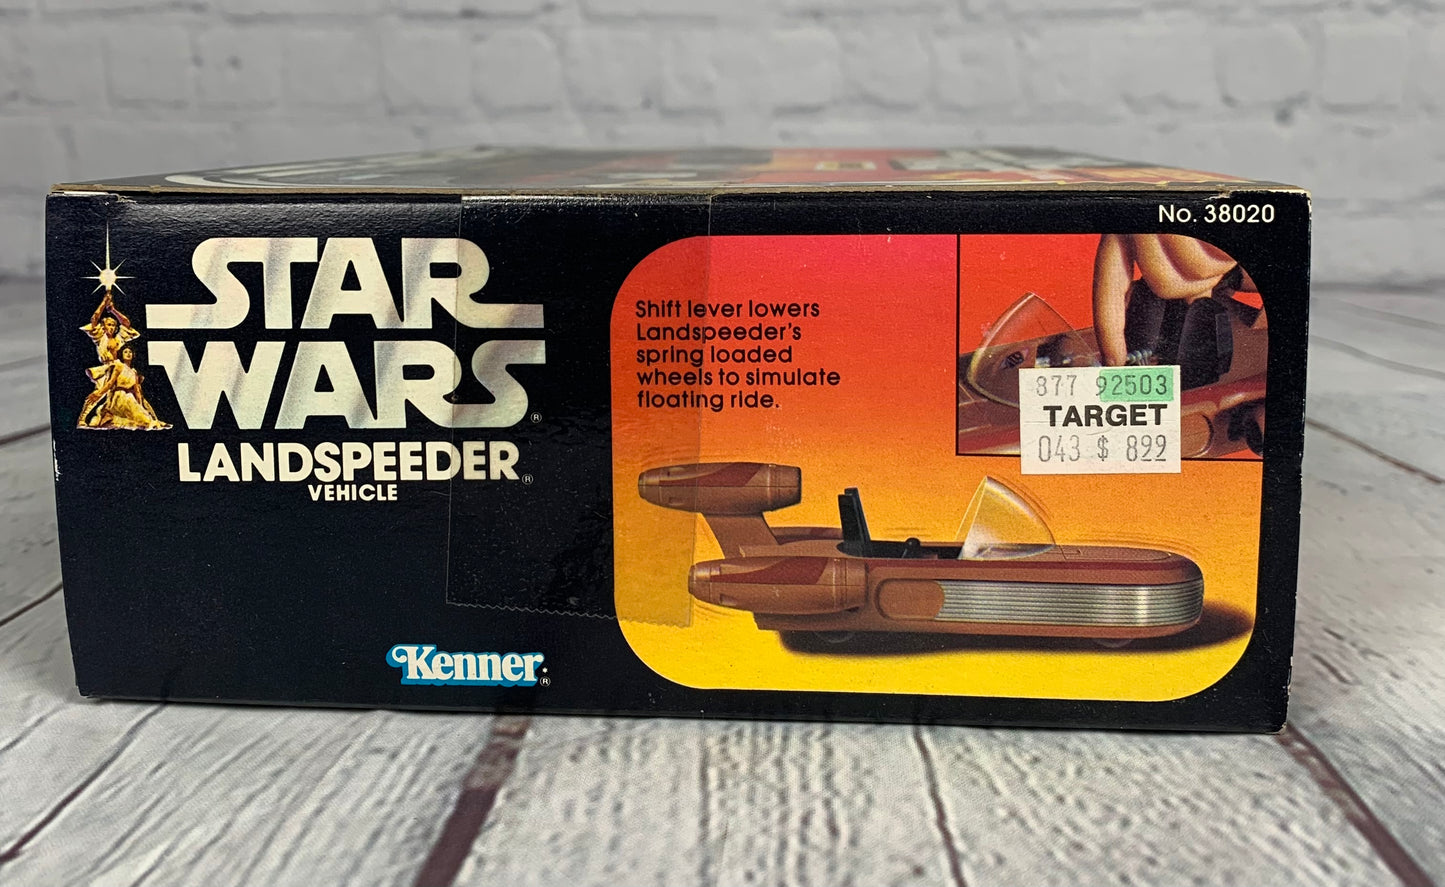 No. 38020
STAR
WARS®
LANDSPEEDER®
VEHICLE
Kenner®
Shift lever lowers
Landspeeder's
spring loaded
wheels to simulate
floating ride.
877 92503
TARGET
043 $ 899